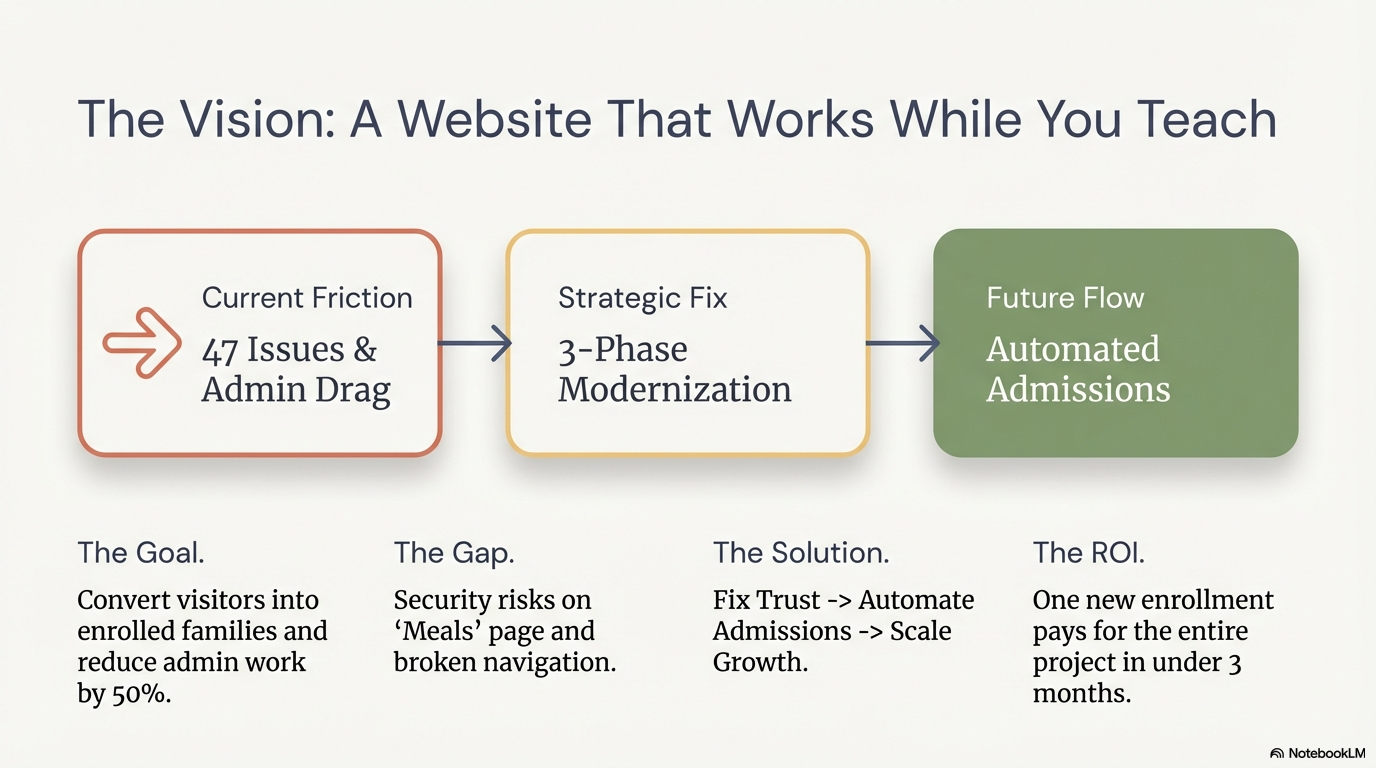 The Vision: A Website That Works While You Teach
Current Friction
47 Issues &
Admin Drag
Strategic Fix
3-Phase
Modernization
Future Flow
Automated
Admissions
The Goal.
Convert visitors into
enrolled families and
reduce admin work
by 50%.
The Gap.
Security risks on
‘Meals’ page and
broken navigation.
The Solution.
Fix Trust -> Automate
Admissions -> Scale
Growth.
The ROI.
One new enrollment
pays for the entire
project in under 3
months.
NotebookLM